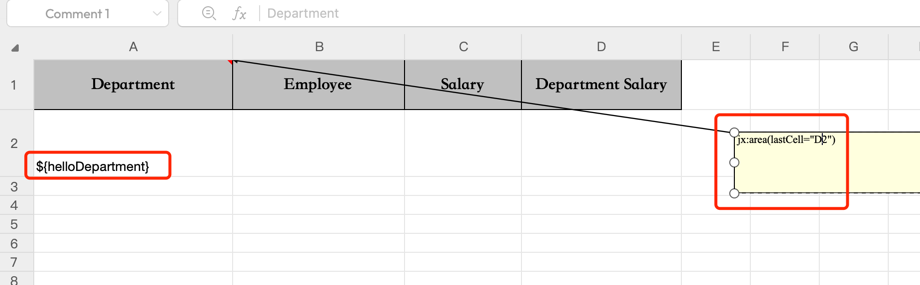 Comment 1 fx Department
A B C D E F G
1 Department Employee Salary Department Salary
jx:area(lastCell="D2")
2
${helloDepartment}
3
4
5
6
7
8